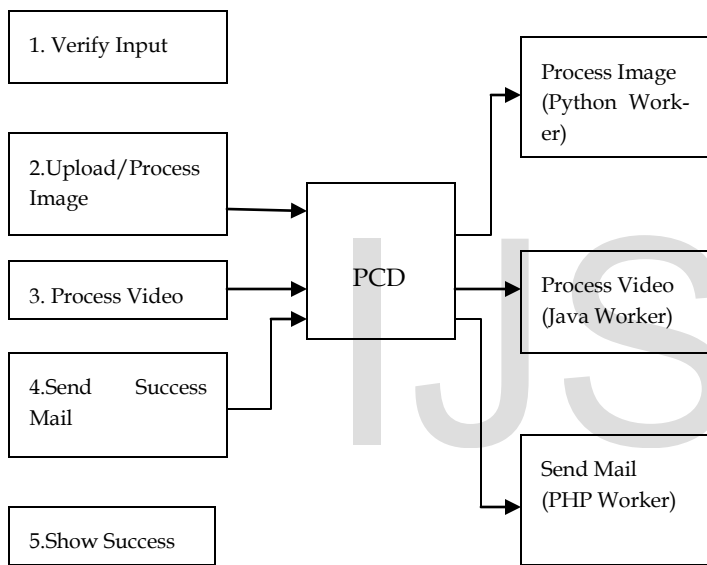 1. Verify Input
2.Upload/Process
Image
3. Process Video
4.Send Success
Mail
5.Show Success
PCD
Process Image
(Python Work-
er)
Process Video
(Java Worker)
Send Mail
(PHP Worker)
IJS